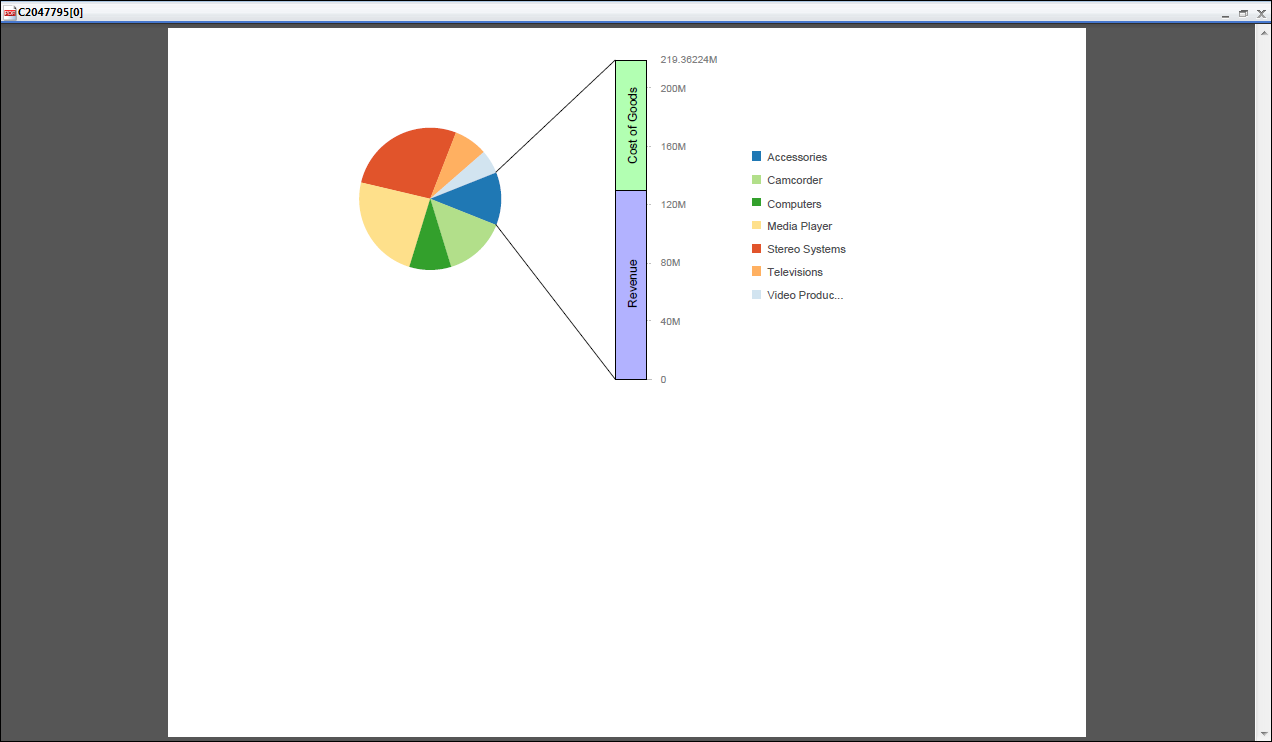 C2047795[0]
219.36224M
200M
160M
120M
80M
40M
0
Cost of Goods
Revenue
Accessories
Camcorder
Computers
Media Player
Stereo Systems
Televisions
Video Produc...